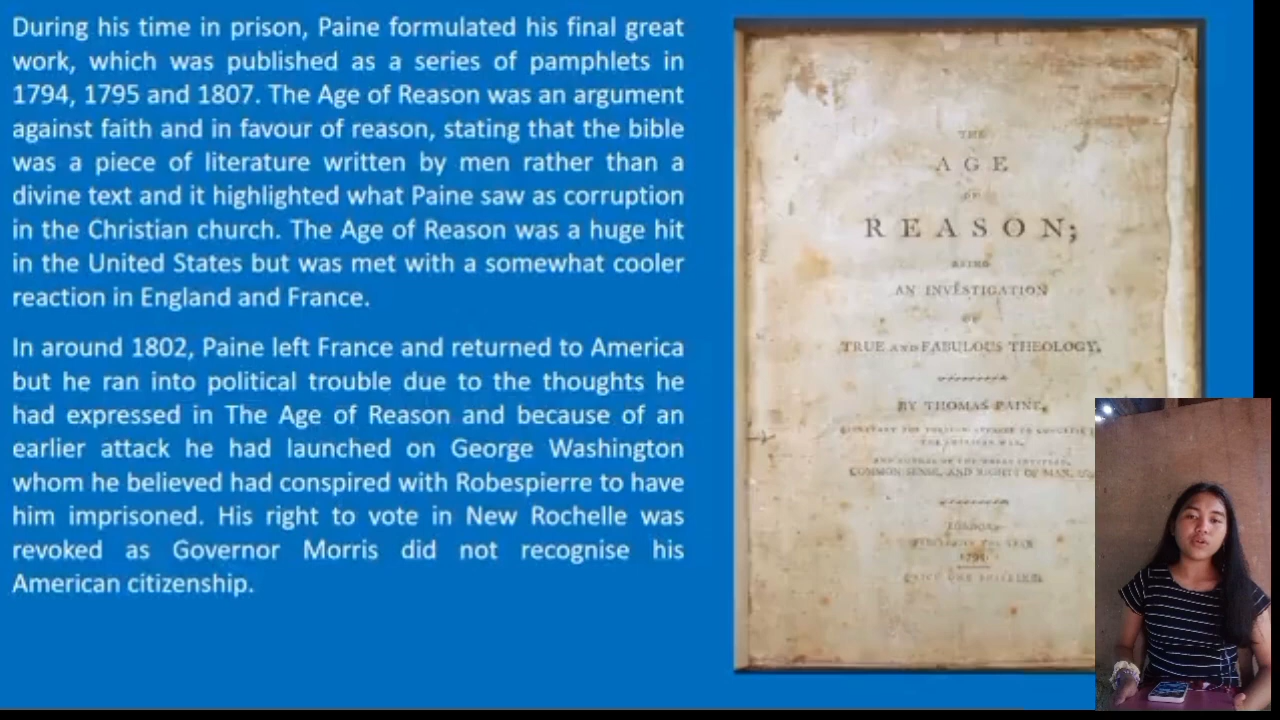 During his time in prison, Paine formulated his final great
work, which was published as a series of pamphlets in
1794, 1795 and 1807. The Age of Reason was an argument
against faith and in favour of reason, stating that the bible
was a piece of literature written by men rather than a
divine text and it highlighted what Paine saw as corruption
in the Christian church. The Age of Reason was a huge hit
in the United States but was met with a somewhat cooler
reaction in England and France.
In around 1802, Paine left France and returned to America
but he ran into political trouble due to the thoughts he
had expressed in The Age of Reason and because of an
earlier attack he had launched on George Washington
whom he believed had conspired with Robespierre to have
him imprisoned. His right to vote in New Rochelle was
revoked as Governor Morris did not recognise his
American citizenship.
THE
AGE
OF
REASON;
BEING
AN INVESTIGATION
OF
TRUE AND FABULOUS THEOLOGY.
BY THOMAS PAINE,
COMMON SENSE, AND RIGHTS OF MAN,